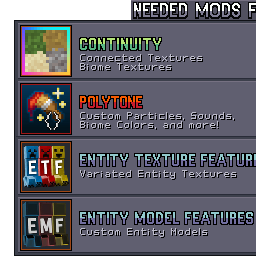 NEEDED MODS F
CONTINUITY
Connected Textures
Biome Textures
POLYTONE
Custom Particles, Sounds,
Biome Colors, and more!
ETF
ENTITY TEXTURE FEATUR
Variated Entity Textures
EMF
ENTITY MODEL FEATURES
Custom Entity Models